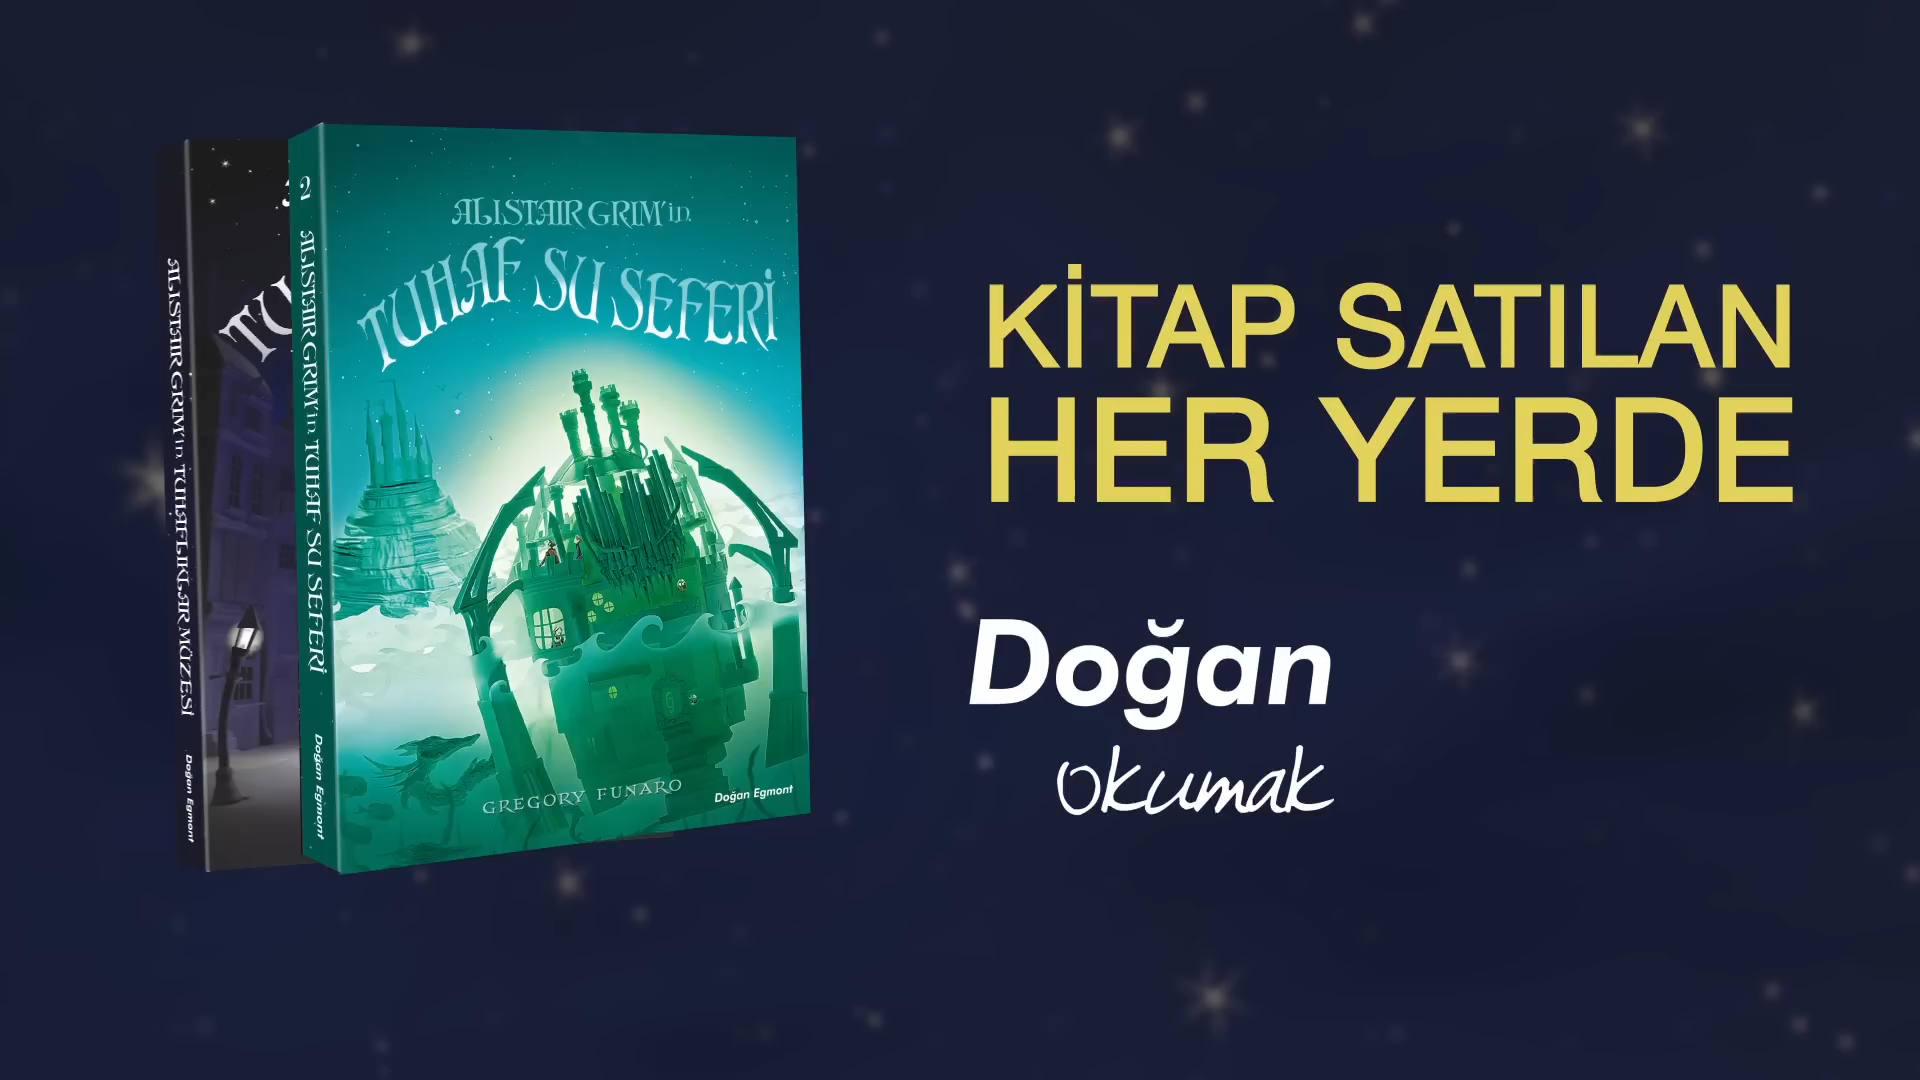 ALISTAIR GRIM'in TUHAFLIKLAR MÜZESİ
Doğan Egmont
2
ALISTAIR GRIM'in TUHAF SU SEFERİ
Doğan Egmont
ALISTAIR GRIM'in
TUHAF SU SEFERİ
GREGORY FUNARO
Doğan Egmont
KİTAP SATILAN
HER YERDE
Doğan
okumak